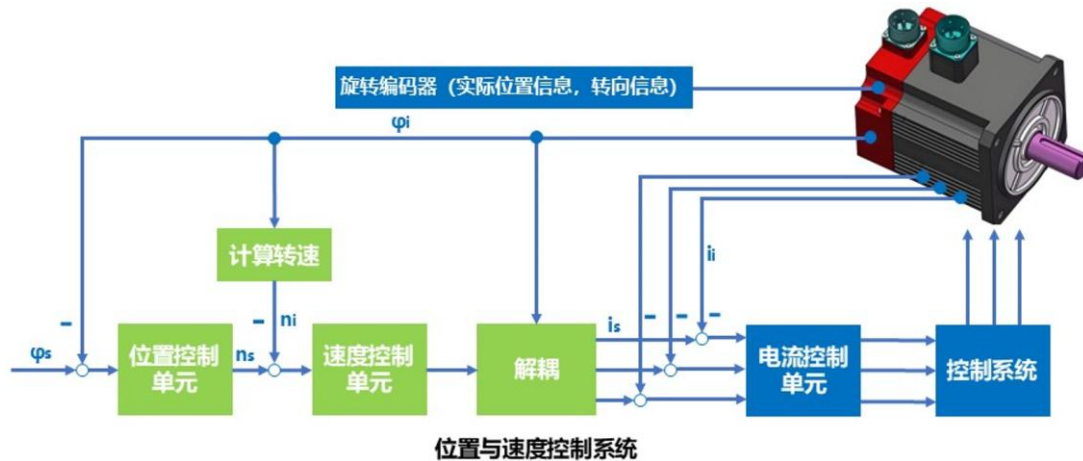 旋转编码器（实际位置信息，转向信息）
φi
计算转速
ii
－
－
ni
is
－
－
－
φs
位置控制
单元
ns
速度控制
单元
解耦
电流控制
单元
控制系统
位置与速度控制系统